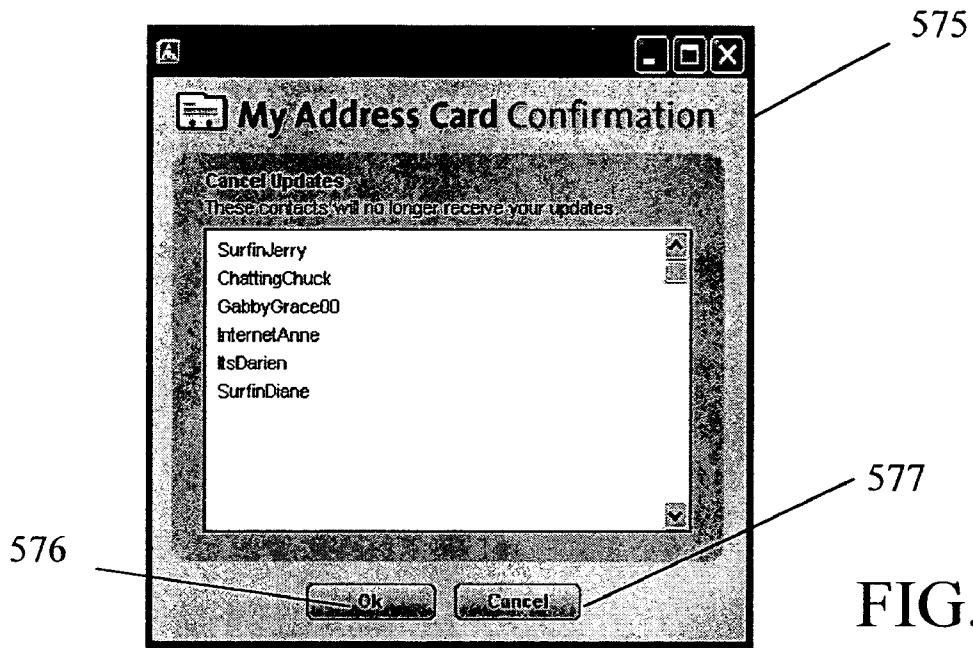 575
My Address Card Confirmation
Cancel Updates
These contacts will no longer receive your updates.
SurfinJerry
ChattingChuck
GabbyGrace00
InternetAnne
ItsDarien
SurfinDiane
577
576
Ok
Cancel
FIG.